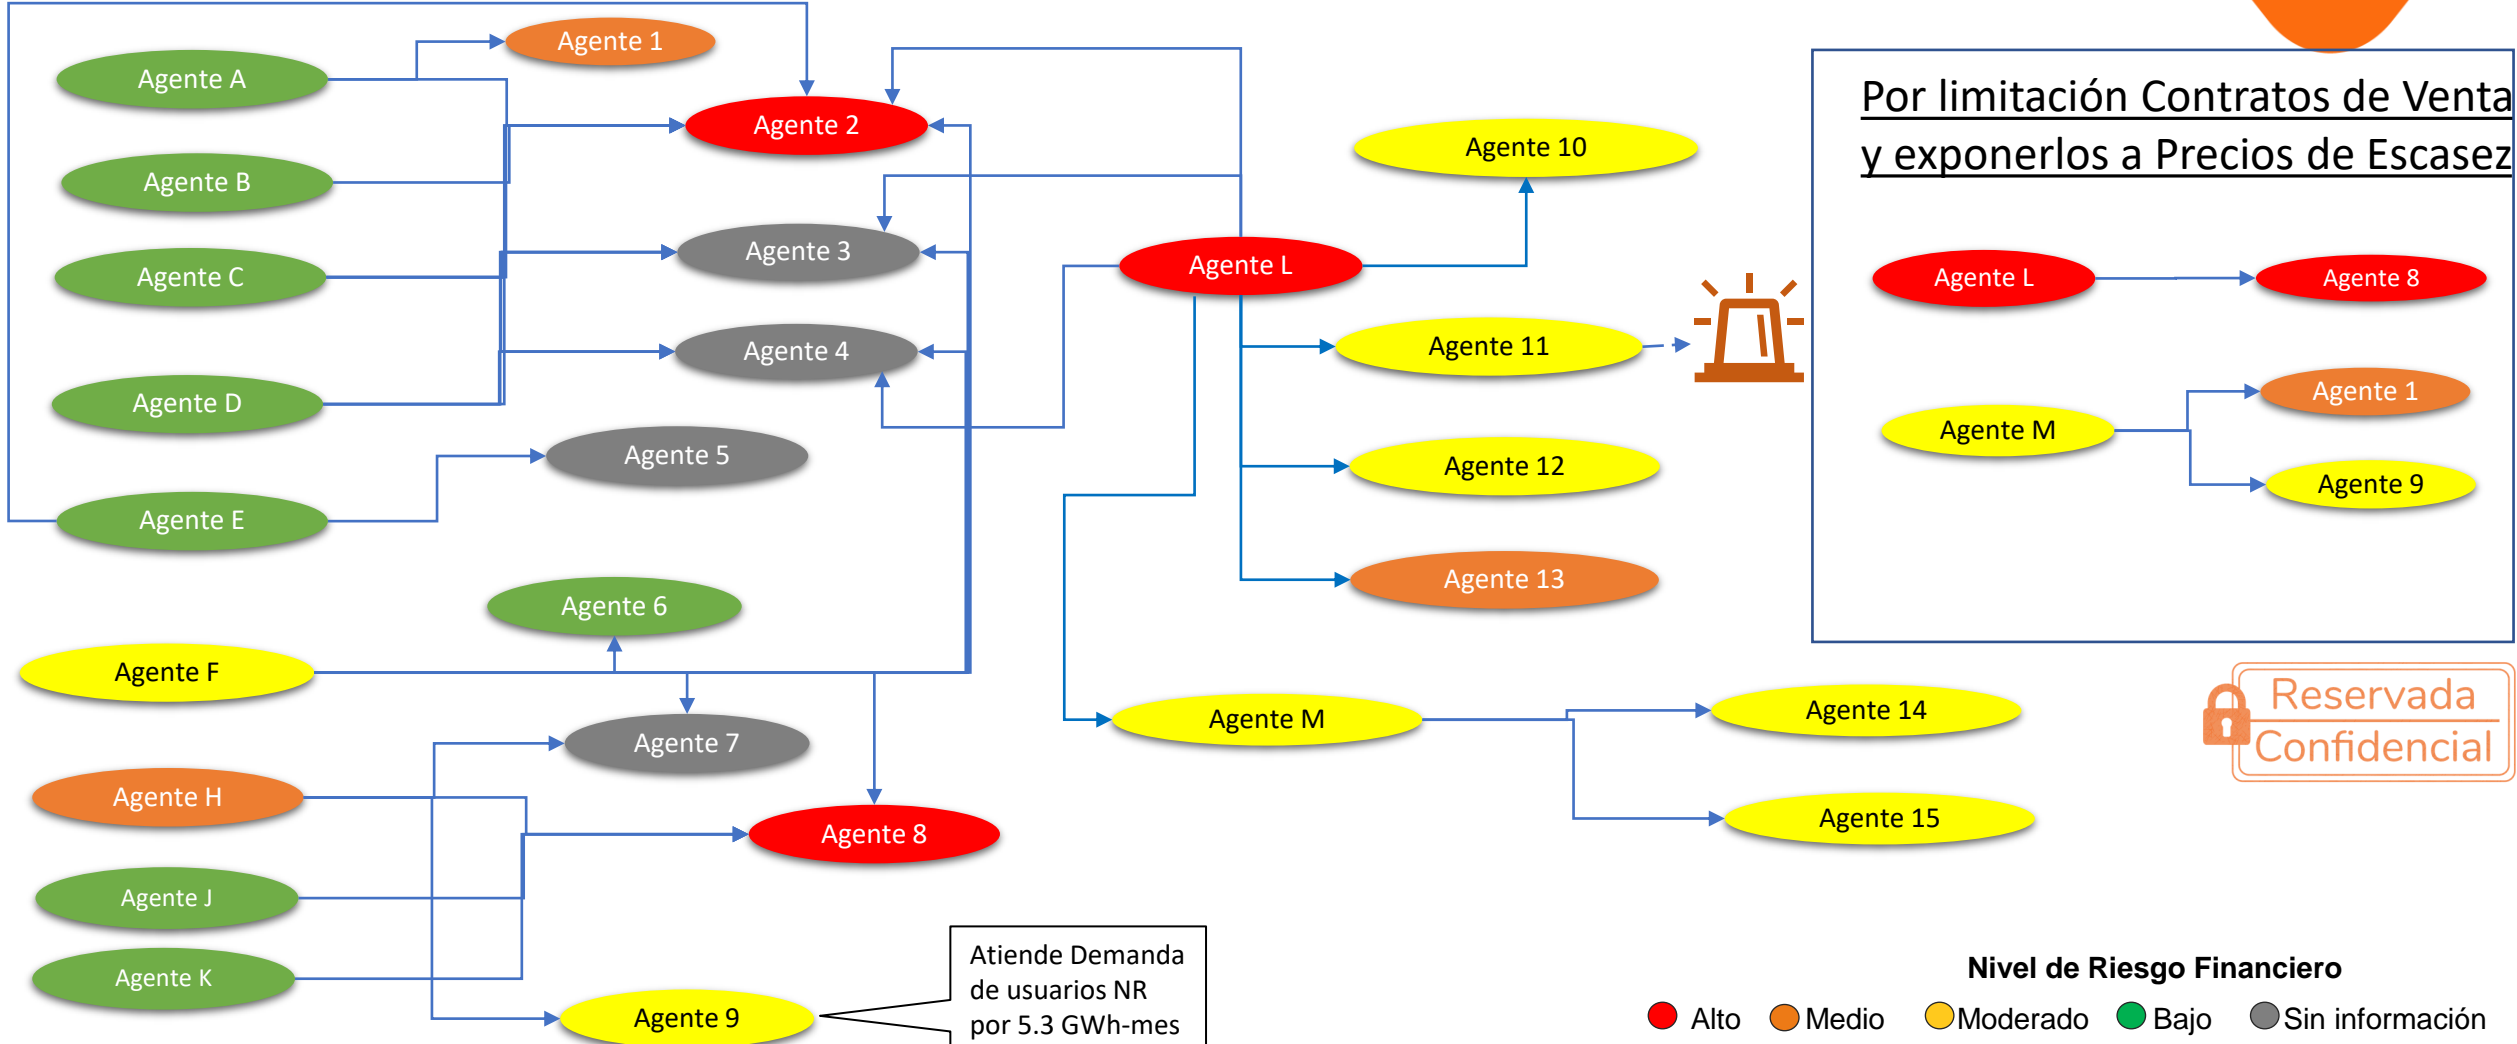 Agente 1
Agente A
Agente 2
Agente B
Agente 3
Agente C
Agente 4
Agente D
Agente 5
Agente E
Agente 6
Agente F
Agente 7
Agente H
Agente 8
Agente J
Agente K
Agente 9
Atiende Demanda
de usuarios NR
por 5.3 GWh-mes
Agente 10
Agente L
Agente 11
Agente 12
Agente 13
Agente M
Agente 14
Agente 15
Por limitación Contratos de Venta
y exponerlos a Precios de Escasez
Agente L
Agente 8
Agente 1
Agente M
Agente 9
Reservada
Confidencial
Nivel de Riesgo Financiero
Alto Medio Moderado Bajo Sin información